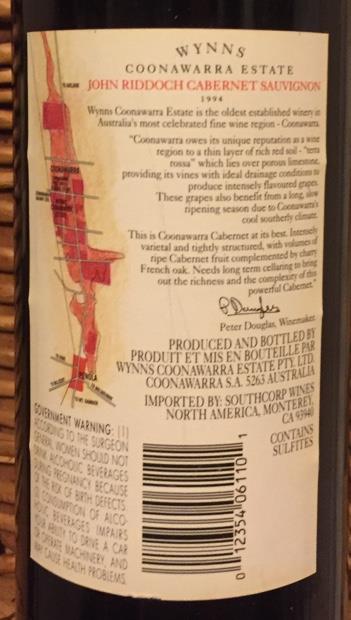 WYNNS
COONAWARRA ESTATE
JOHN RIDDOCH CABERNET SAUVIGNON
1994
Wynns Coonawarra Estate is the oldest established winery in
Australia's most celebrated fine wine region - Coonawarra.
"Coonawarra owes its unique reputation as a wine
region to a thin layer of rich red soil - "terra
rossa" which lies over porous limestone,
providing its vines with ideal drainage conditions to
produce intensely flavoured grapes.
These grapes also benefit from a long, slow
ripening season due to Coonawarra's
cool southerly climate.
This is Coonawarra Cabernet at its best. Intensely
varietal and tightly structured, with volumes of
ripe Cabernet fruit complemented by charry
French oak. Needs long term cellaring to bring
out the richness and the complexity of this
powerful Cabernet."
Peter Douglas, Winemaker.
PRODUCED AND BOTTLED BY
PRODUIT ET MIS EN BOUTEILLE PAR
WYNNS COONAWARRA ESTATE PTY. LTD.
COONAWARRA S.A. 5263 AUSTRALIA
IMPORTED BY: SOUTHCORP WINES
NORTH AMERICA, MONTEREY,
CA 93940
CONTAINS
SULFITES
COONAWARRA
PENOLA
GOVERNMENT WARNING: (1)
ACCORDING TO THE SURGEON
GENERAL WOMEN SHOULD NOT
DRINK ALCOHOLIC BEVERAGES
DURING PREGNANCY BECAUSE
OF THE RISK OF BIRTH DEFECTS.
CONSUMPTION OF ALCO-
HOLIC BEVERAGES IMPAIRS
YOUR ABILITY TO DRIVE A CAR
OR OPERATE MACHINERY, AND
MAY CAUSE HEALTH PROBLEMS.
0 12354 06110 1